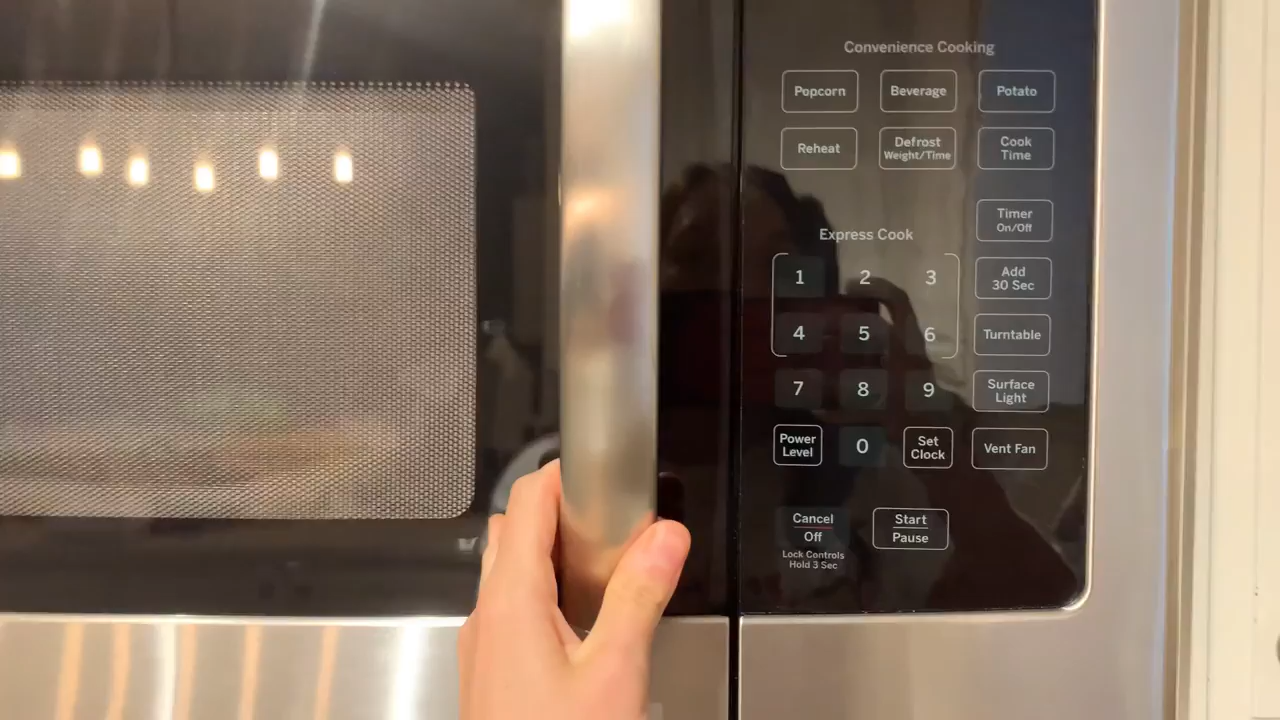 Convenience Cooking
Popcorn
Beverage
Potato
Reheat
Defrost
Weight/Time
Cook
Time
Timer
On/Off
Express Cook
1
2
3
Add
30 Sec
4
5
6
Turntable
7
8
9
Surface
Light
Power
Level
0
Set
Clock
Vent Fan
Cancel
Off
Start
Pause
Lock Controls
Hold 3 Sec